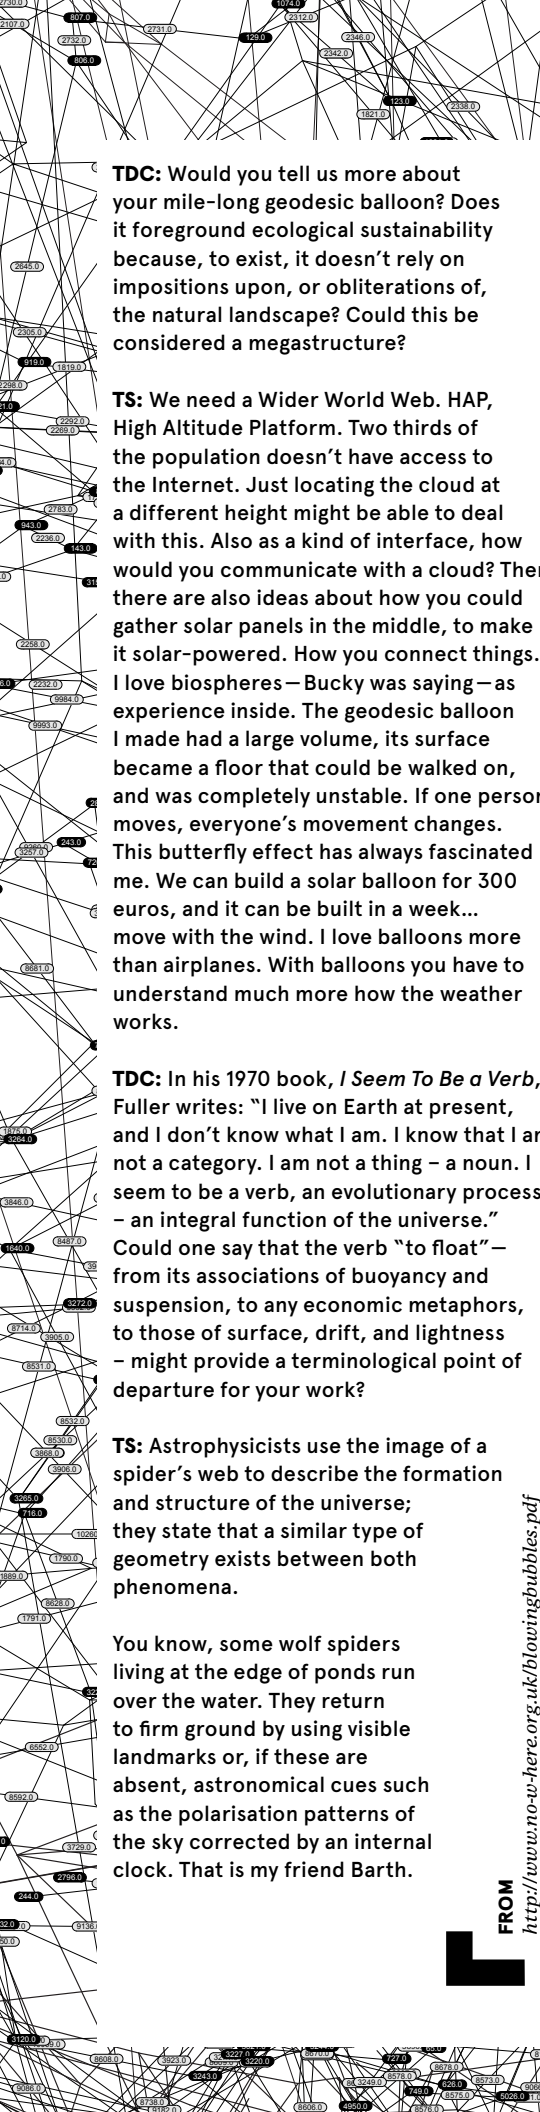 TDC: Would you tell us more about
your mile-long geodesic balloon? Does
it foreground ecological sustainability
because, to exist, it doesn’t rely on
impositions upon, or obliterations of,
the natural landscape? Could this be
considered a megastructure?
TS: We need a Wider World Web. HAP,
High Altitude Platform. Two thirds of
the population doesn’t have access to
the Internet. Just locating the cloud at
a different height might be able to deal
with this. Also as a kind of interface, how
would you communicate with a cloud? Ther
there are also ideas about how you could
gather solar panels in the middle, to make
it solar-powered. How you connect things.
I love biospheres — Bucky was saying — as
experience inside. The geodesic balloon
I made had a large volume, its surface
became a floor that could be walked on,
and was completely unstable. If one person
moves, everyone’s movement changes.
This butterfly effect has always fascinated
me. We can build a solar balloon for 300
euros, and it can be built in a week...
move with the wind. I love balloons more
than airplanes. With balloons you have to
understand much more how the weather
works.
TDC: In his 1970 book, I Seem To Be a Verb,
Fuller writes: “I live on Earth at present,
and I don’t know what I am. I know that I am
not a category. I am not a thing – a noun. I
seem to be a verb, an evolutionary process
– an integral function of the universe.”
Could one say that the verb “to float”—
from its associations of buoyancy and
suspension, to any economic metaphors,
to those of surface, drift, and lightness
– might provide a terminological point of
departure for your work?
TS: Astrophysicists use the image of a
spider’s web to describe the formation
and structure of the universe;
they state that a similar type of
geometry exists between both
phenomena.
You know, some wolf spiders
living at the edge of ponds run
over the water. They return
to firm ground by using visible
landmarks or, if these are
absent, astronomical cues such
as the polarisation patterns of
the sky corrected by an internal
clock. That is my friend Barth.
FROM
http://www.no-w-here.org.uk/blowingbubbles.pdf